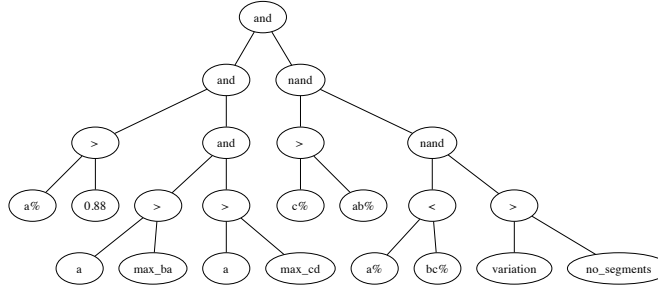 and
and nand
> and > nand
a% 0.88 > > c% ab% < >
a max_ba a max_cd a% bc% variation no_segments